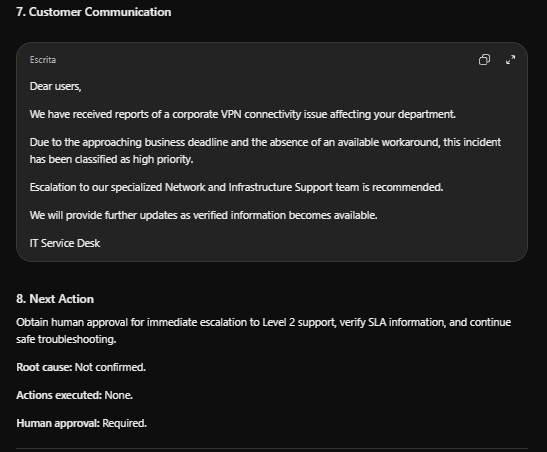 7. Customer Communication
Escrita
Dear users,
We have received reports of a corporate VPN connectivity issue affecting your department.
Due to the approaching business deadline and the absence of an available workaround, this incident
has been classified as high priority.
Escalation to our specialized Network and Infrastructure Support team is recommended.
We will provide further updates as verified information becomes available.
IT Service Desk
8. Next Action
Obtain human approval for immediate escalation to Level 2 support, verify SLA information, and continue
safe troubleshooting.
Root cause: Not confirmed.
Actions executed: None.
Human approval: Required.